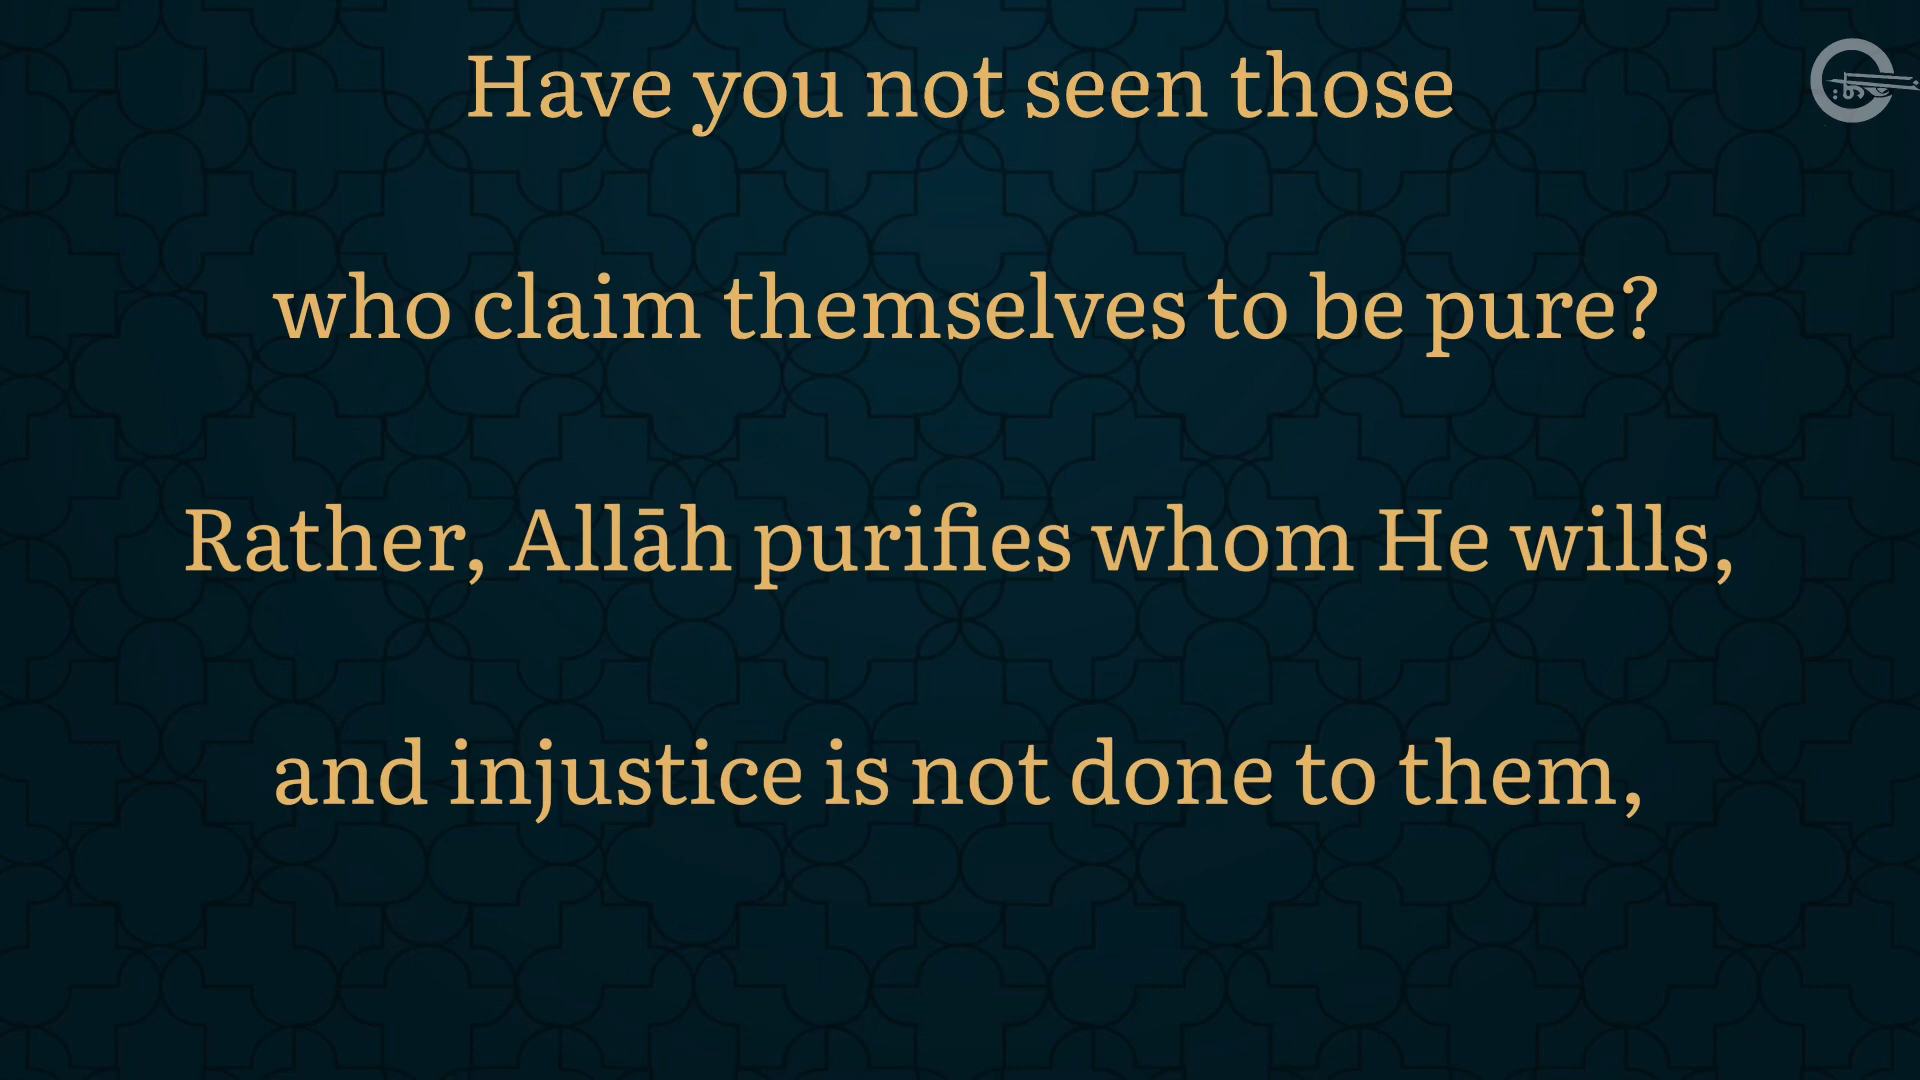 Have you not seen those
who claim themselves to be pure?
Rather, Allāh purifies whom He wills,
and injustice is not done to them,